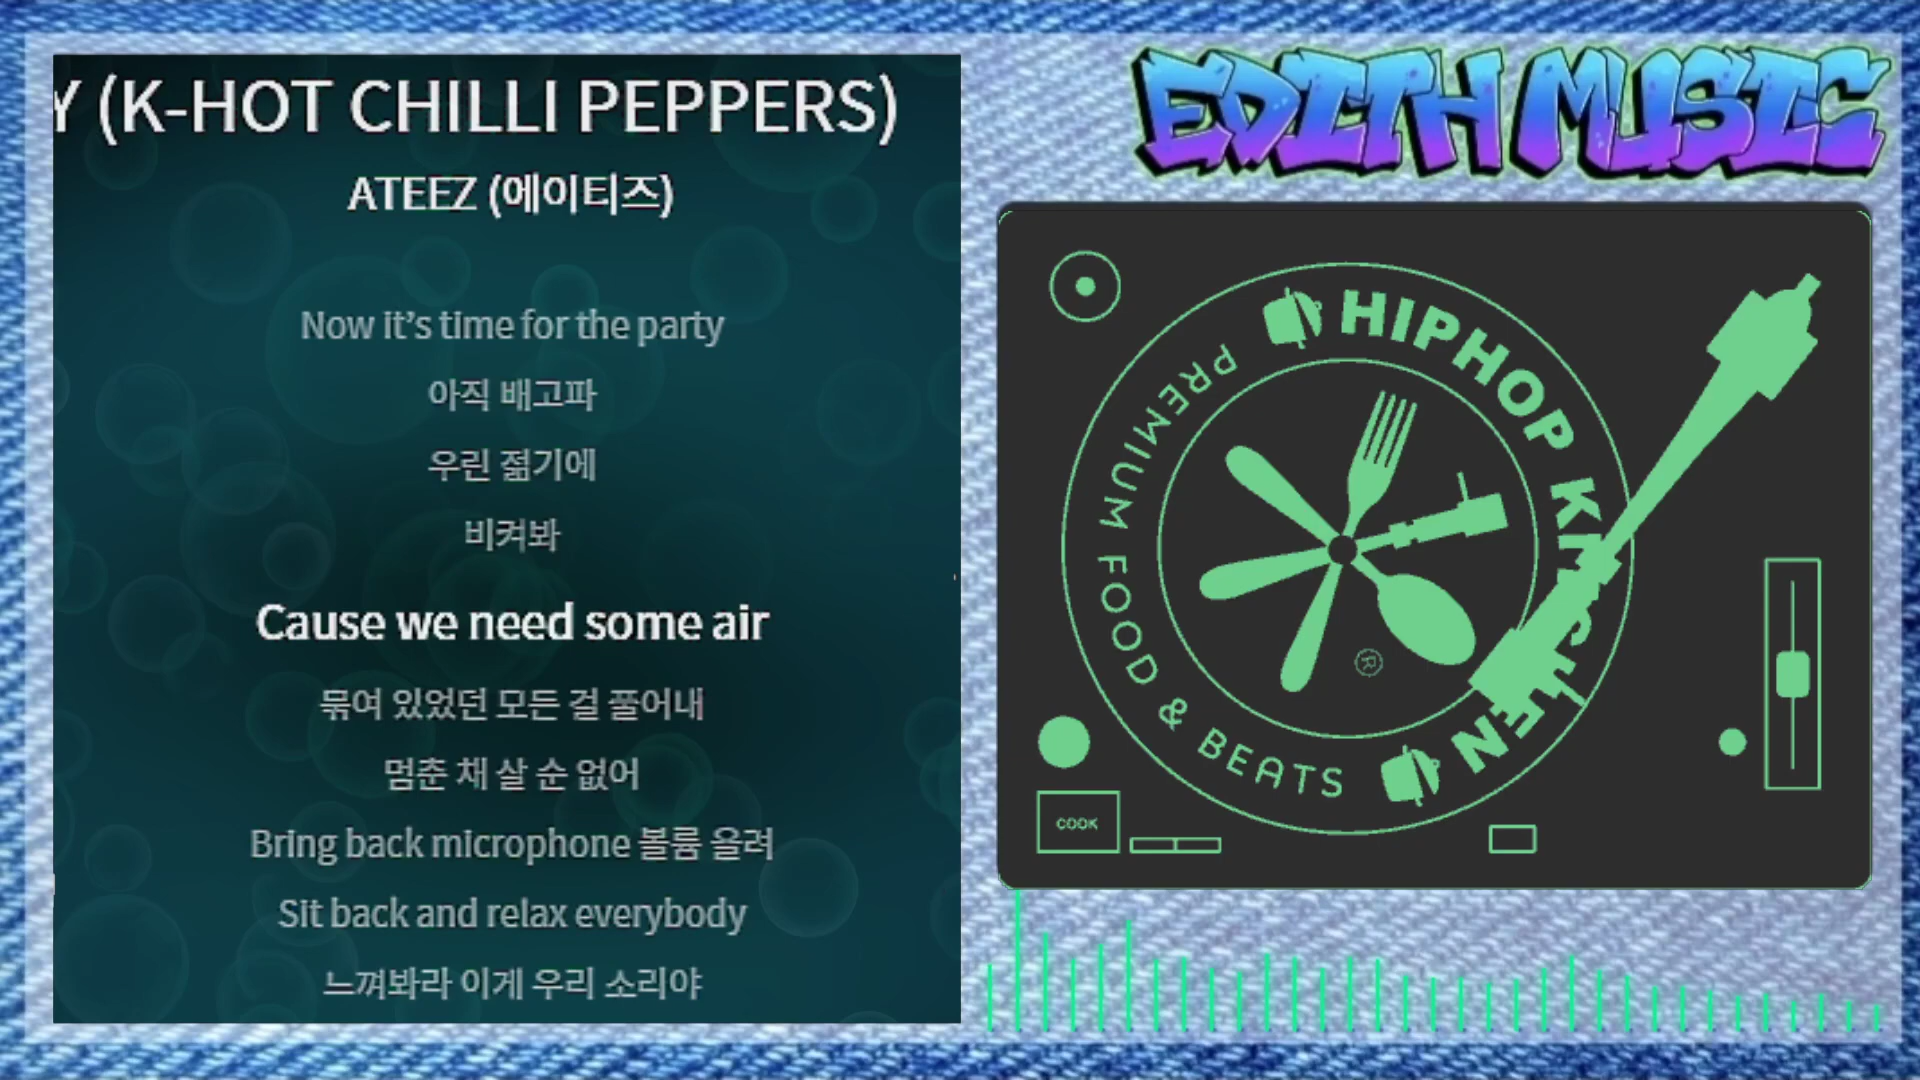 Y (K-HOT CHILLI PEPPERS)
ATEEZ (에이티즈)
Now it's time for the party
아직 배고파
우린 젊기에
비켜봐
Cause we need some air
묶여 있었던 모든 걸 풀어내
멈춘 채 살 순 없어
Bring back microphone 볼륨 올려
Sit back and relax everybody
느껴봐라 이게 우리 소리야
EDITH MUSIC
HIPHOP KITCHEN
PREMIUM FOOD & BEATS
®
COOK